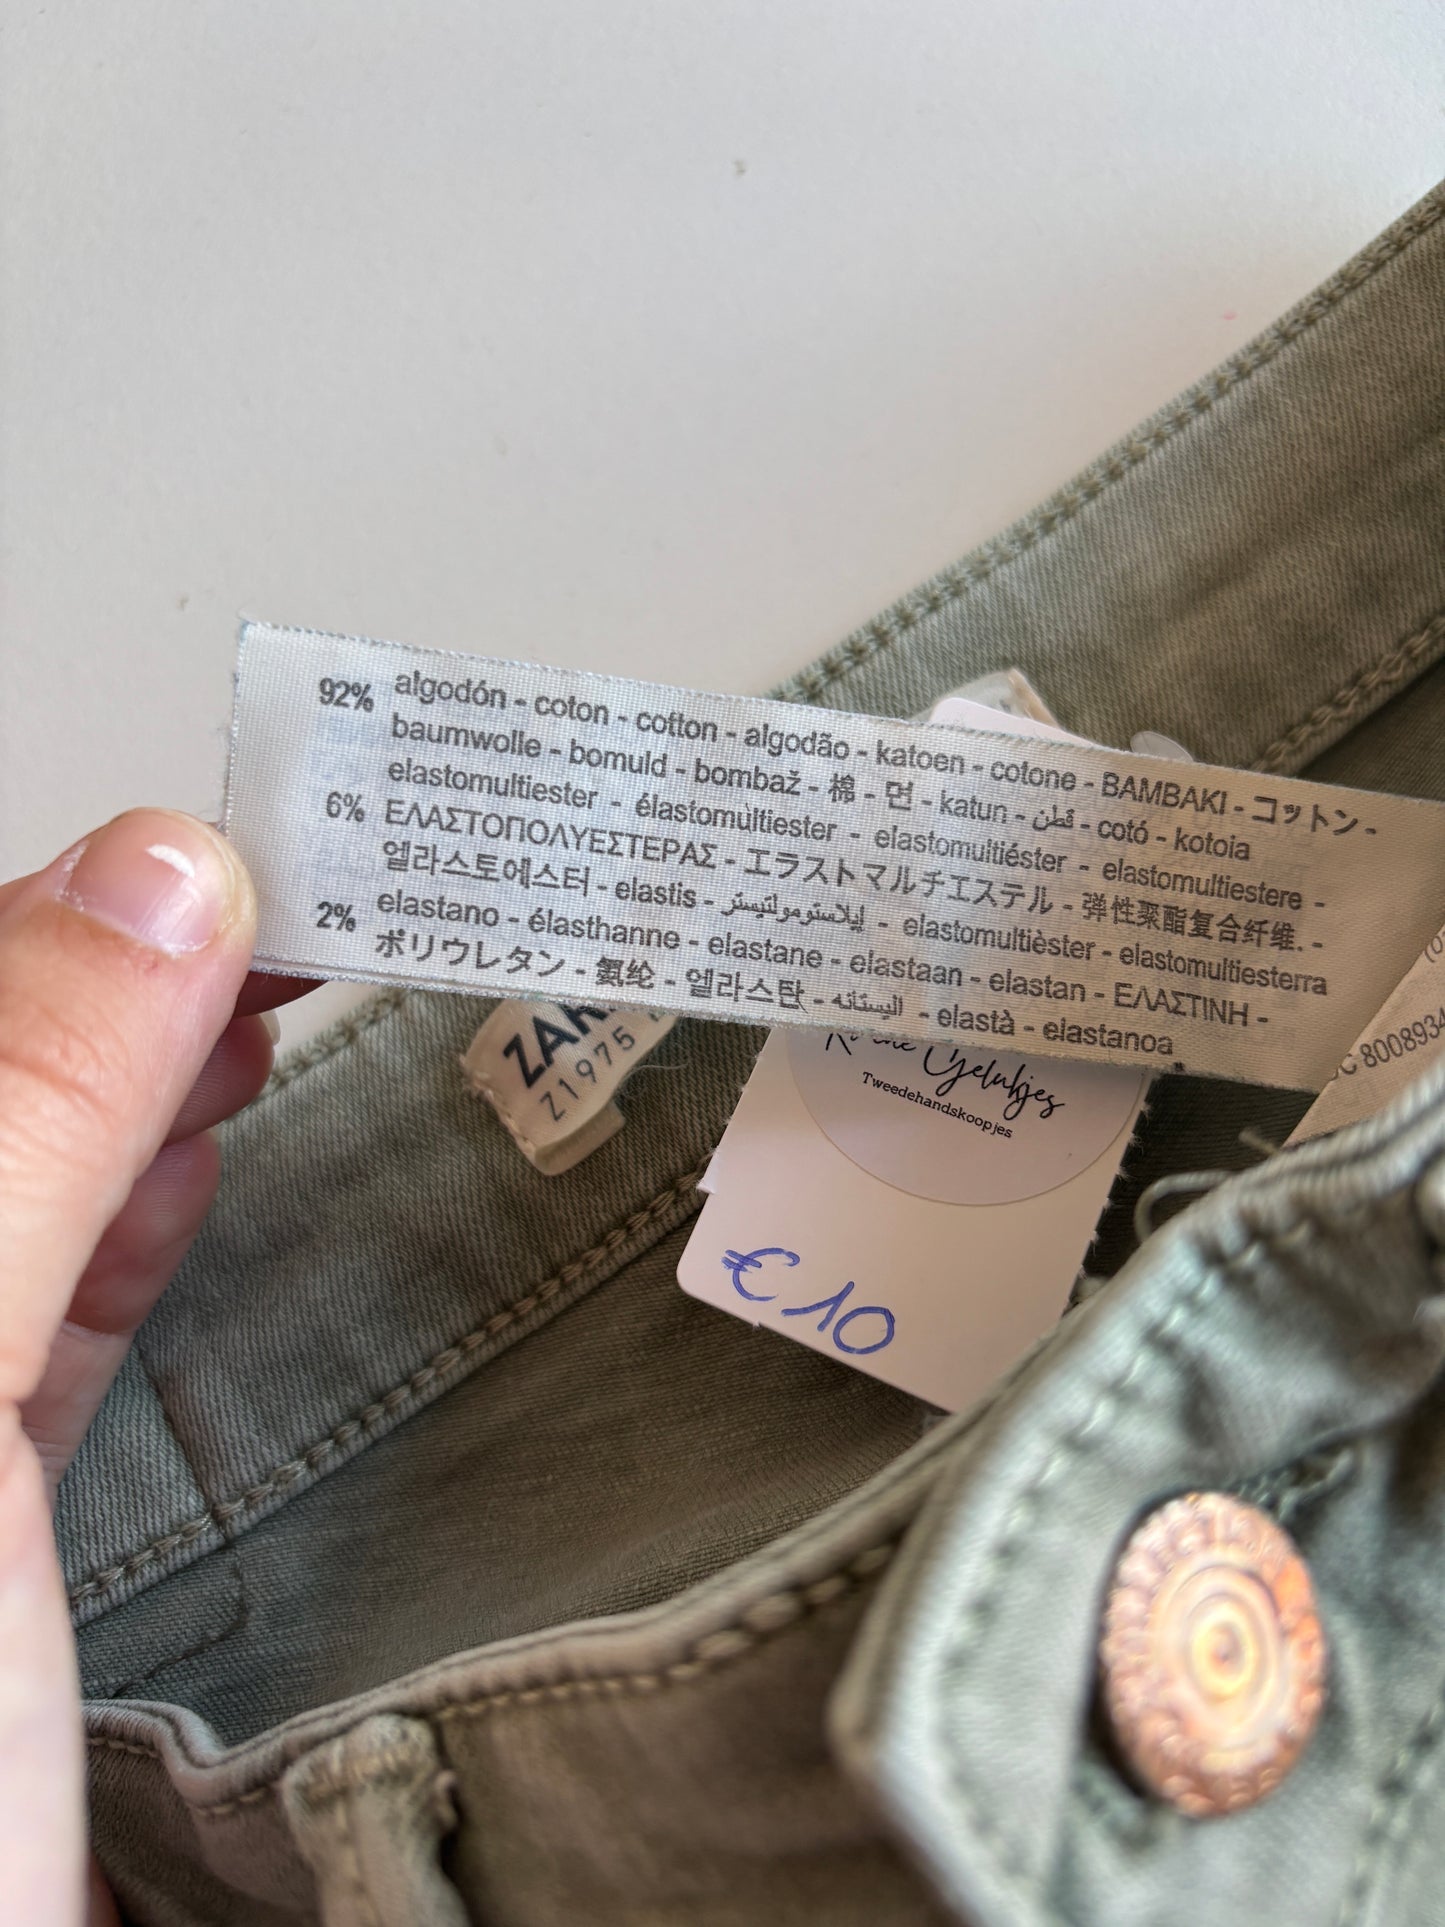 92% algodón - coton - cotton - algodão - katoen - cotone - BAMBAKI - コットン -
baumwolle - bomuld - bombaž - 棉 - 면 - katun - قطن - cotó - kotoia
6% elastomultiester - élastomultiester - elastomultiéster - elastomultiestere -
ΕΛΑΣΤΟΠΟΛΥΕΣΤΕΡΑΣ - エラストマルチエステル - 弹性聚酯复合纤维. -
엘라스토에스터 - elastis - إيلاستومولتيستر - elastomultièster - elastomultiesterra
2% elastano - élasthanne - elastane - elastaan - elastan - ΕΛΑΣΤΙΝΗ -
ポリウレタン - 氨纶 - 엘라스탄 - اليستانه - elastà - elastanoa
Z1975
Gelukjes
Tweedehandskoopjes
€10
8008934